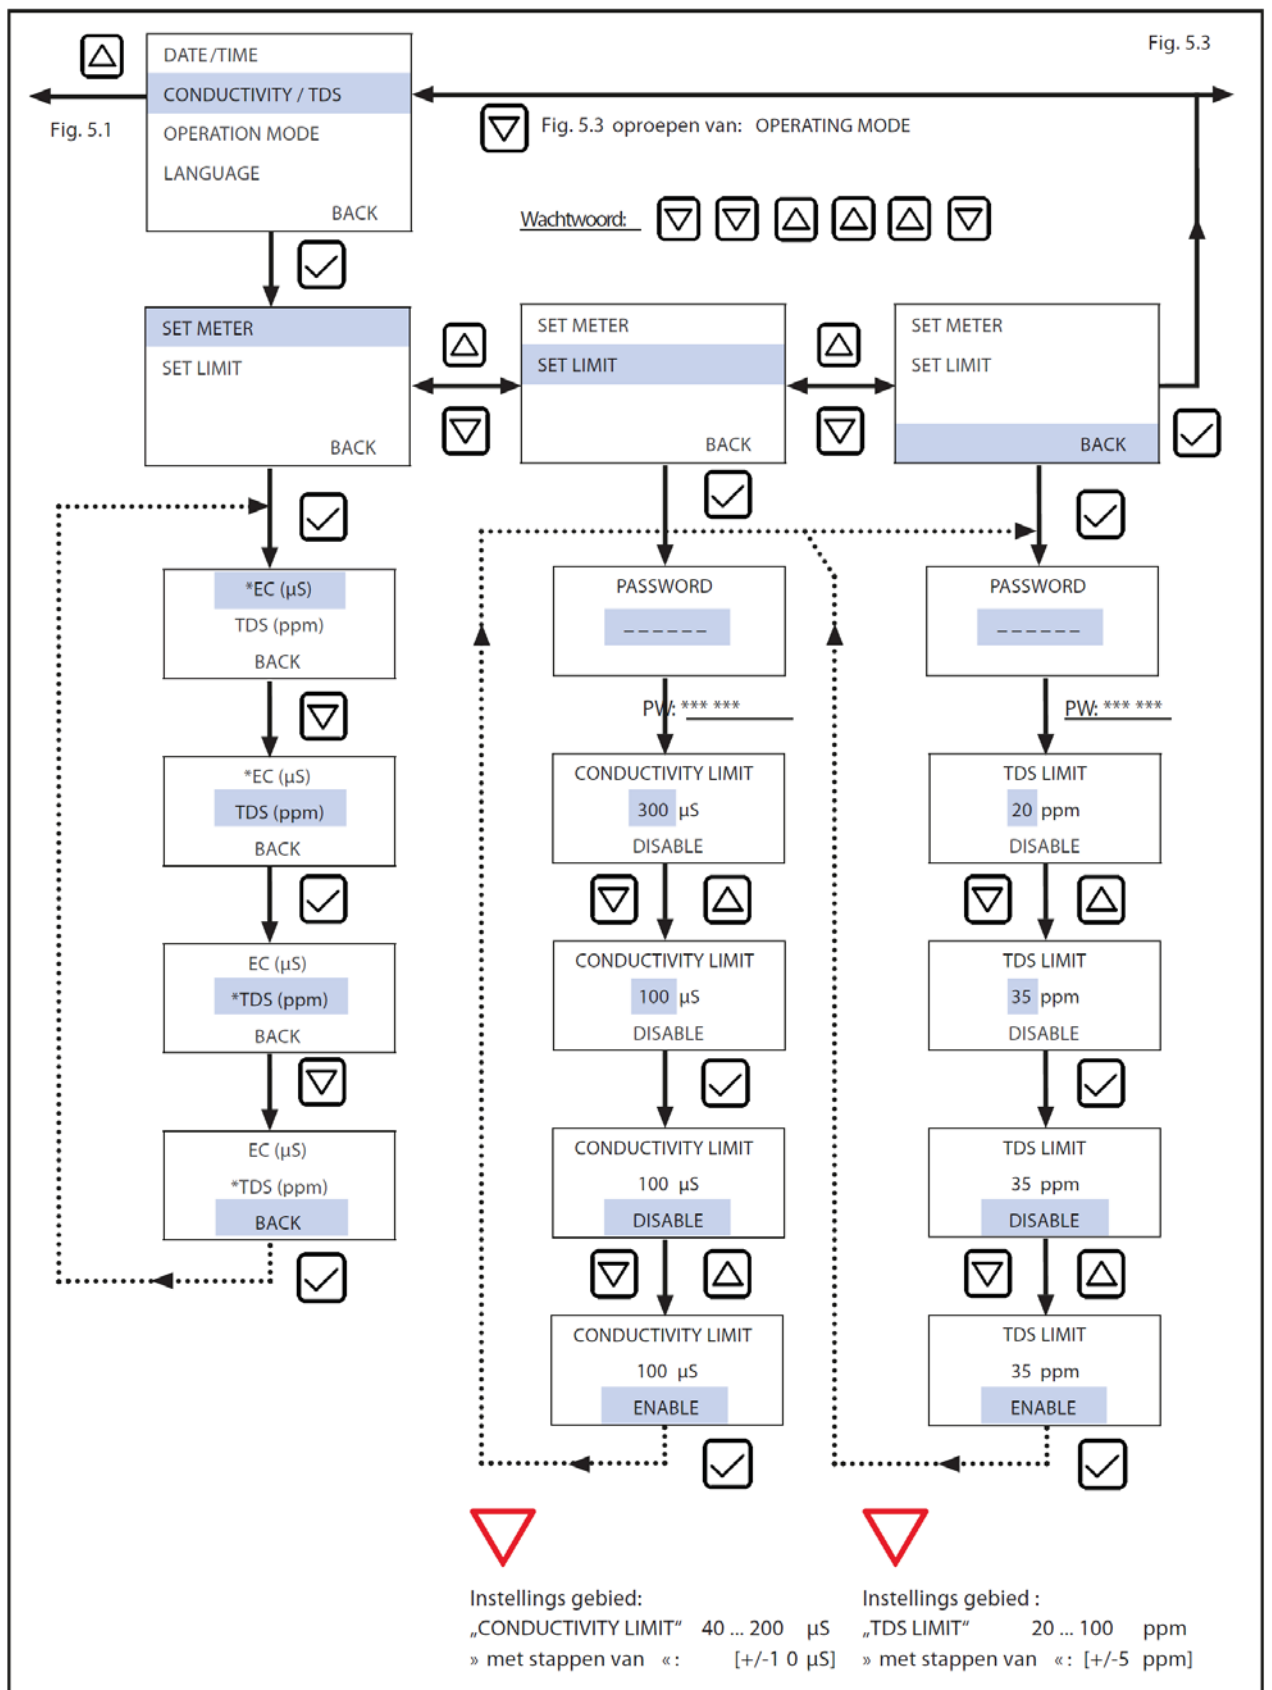 Fig. 5.3
DATE/TIME
CONDUCTIVITY / TDS
OPERATION MODE
LANGUAGE
BACK
Fig. 5.1
Fig. 5.3 oproepen van: OPERATING MODE
Wachtwoord:
SET METER
SET LIMIT
BACK
SET METER
SET LIMIT
BACK
SET METER
SET LIMIT
BACK
*EC (µS)
TDS (ppm)
BACK
*EC (µS)
TDS (ppm)
BACK
EC (µS)
*TDS (ppm)
BACK
EC (µS)
*TDS (ppm)
BACK
PASSWORD
_ _ _ _ _ _
PW: *** ***
CONDUCTIVITY LIMIT
300 µS
DISABLE
CONDUCTIVITY LIMIT
100 µS
DISABLE
CONDUCTIVITY LIMIT
100 µS
DISABLE
CONDUCTIVITY LIMIT
100 µS
ENABLE
PASSWORD
_ _ _ _ _ _
PW: *** ***
TDS LIMIT
20 ppm
DISABLE
TDS LIMIT
35 ppm
DISABLE
TDS LIMIT
35 ppm
DISABLE
TDS LIMIT
35 ppm
ENABLE
Instellings gebied:
„CONDUCTIVITY LIMIT“ 40 ... 200 µS
» met stappen van «: [+/-1 0 µS]
Instellings gebied :
„TDS LIMIT“ 20 ... 100 ppm
» met stappen van «: [+/-5 ppm]